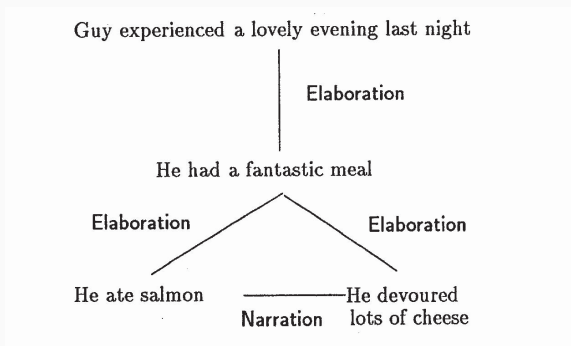 Guy experienced a lovely evening last night
Elaboration
He had a fantastic meal
Elaboration
Elaboration
He ate salmon
He devoured
lots of cheese
Narration